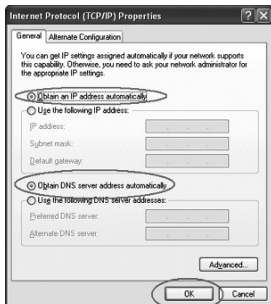 Internet Protocol (TCP/IP) Properties
General
Alternate Configuration
You can get IP settings assigned automatically if your network supports
this capability. Otherwise, you need to ask your network administrator for
the appropriate IP settings.
Obtain an IP address automatically
Use the following IP address:
IP address:
Subnet mask:
Default gateway:
Obtain DNS server address automatically
Use the following DNS server addresses:
Preferred DNS server:
Alternate DNS server:
Advanced...
OK
Cancel